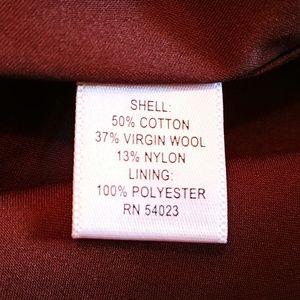 SHELL:
50% COTTON
37% VIRGIN WOOL
13% NYLON
LINING:
100% POLYESTER
RN 54023